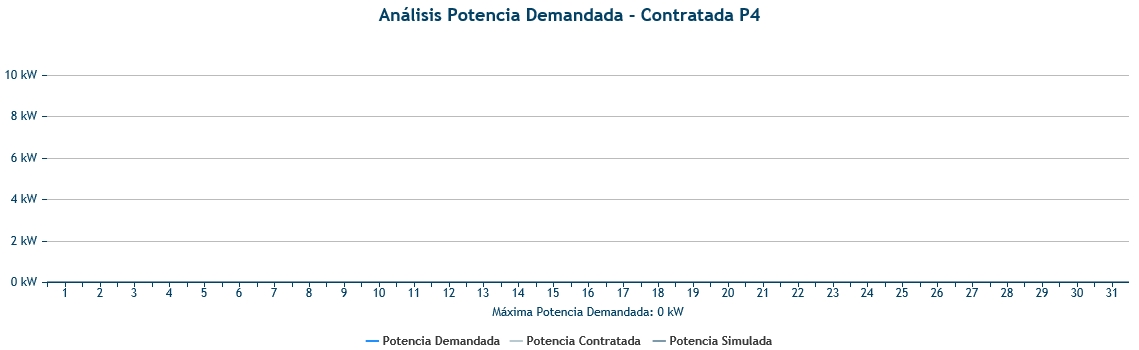 Análisis Potencia Demandada - Contratada P4
10 kW
8 kW
6 kW
4 kW
2 kW
0 kW
1 2 3 4 5 6 7 8 9 10 11 12 13 14 15 16 17 18 19 20 21 22 23 24 25 26 27 28 29 30 31
Máxima Potencia Demandada: 0 kW
Potencia Demandada Potencia Contratada Potencia Simulada